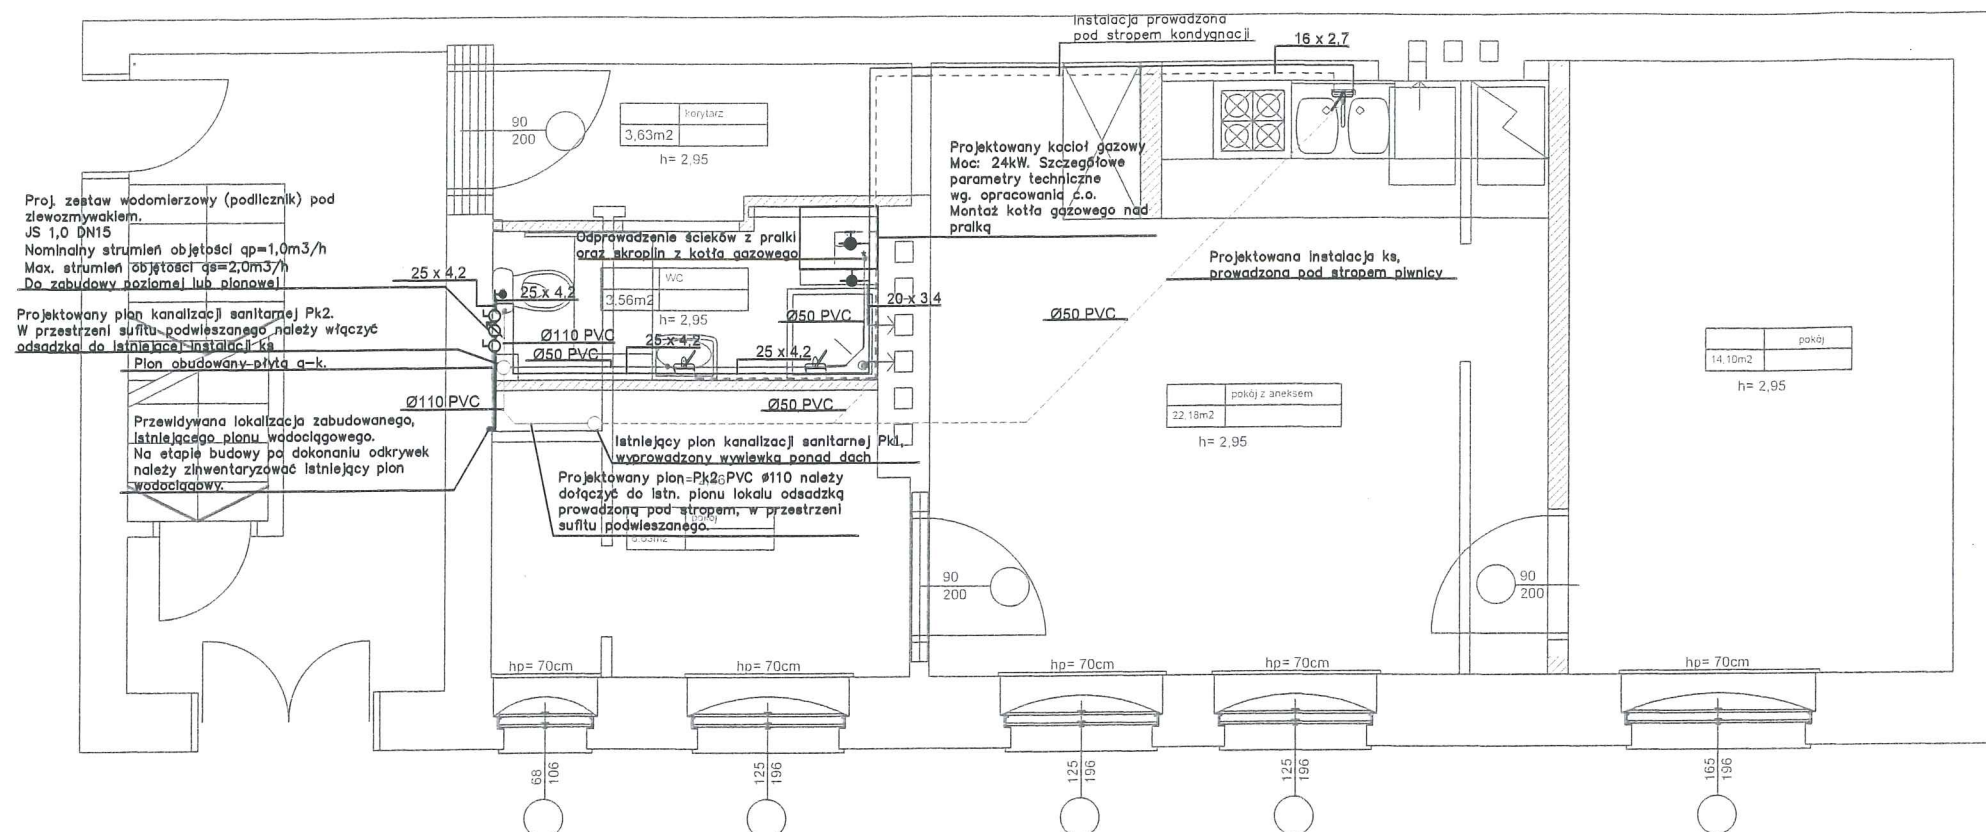 Instalacja prowadzona
pod stropem kondygnacji
16 x 2,7
90
200
korytarz
3,63m2
h= 2,95
Projektowany kocioł gazowy
Moc: 24kW. Szczegółowe
parametry techniczne
wg. opracowania c.o.
Montaż kotła gazowego nad
pralką
Proj. zestaw wodomierzowy (podlicznik) pod
zlewozmywakiem.
JS 1,0 DN15
Nominalny strumień objętości qp=1,0m3/h
Max. strumień objętości qs=2,0m3/h
Do zabudowy poziomej lub pionowej
Odprowadzenie ścieków z pralki
oraz skroplin z kotła gazowego
25 x 4,2
25 x 4,2
WC
3,56m2
h= 2,95
20 x 3,4
Ø50 PVC
Projektowana instalacja ks,
prowadzona pod stropem piwnicy
Ø50 PVC
Projektowany pion kanalizacji sanitarnej Pk2.
W przestrzeni sufitu podwieszanego należy włączyć
odsadzką do istniejącej instalacji ks
Pion obudowany płytą g-k.
Ø110 PVC
25 x 4,2
Ø50 PVC
25 x 4,2
pokój
14,10m2
h= 2,95
Ø110 PVC
Ø50 PVC
pokój z aneksem
22,18m2
h= 2,95
Przewidywana lokalizacja zabudowanego,
istniejącego pionu wodociągowego.
Na etapie budowy po dokonaniu odkrywek
należy zinwentaryzować istniejący pion
wodociągowy.
Istniejący pion kanalizacji sanitarnej Pk1,
wyprowadzony wywiewką ponad dach
Projektowany pion Pk2 PVC Ø110 należy
dołączyć do istn. pionu lokalu odsadzką
prowadzoną pod stropem, w przestrzeni
sufitu podwieszanego.
pokój
90
200
90
200
hp= 70cm
hp= 70cm
hp= 70cm
hp= 70cm
hp= 70cm
68
106
125
196
125
196
125
196
165
196